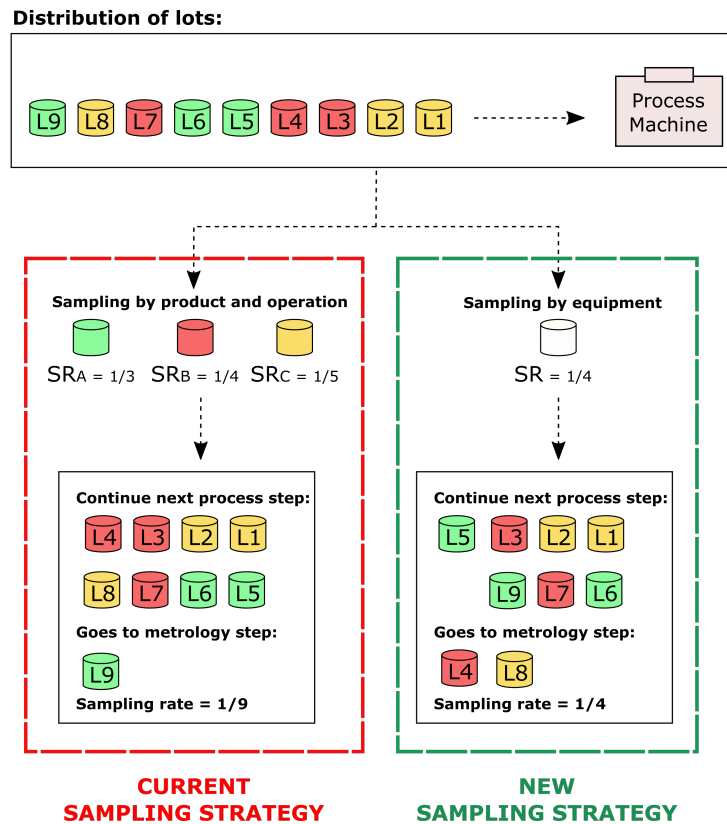 Distribution of lots:
L9 L8 L7 L6 L5 L4 L3 L2 L1
Process
Machine
Sampling by product and operation
SRA = 1/3 SRB = 1/4 SRC = 1/5
Continue next process step:
L4 L3 L2 L1
L8 L7 L6 L5
Goes to metrology step:
L9
Sampling rate = 1/9
CURRENT
SAMPLING STRATEGY
Sampling by equipment
SR = 1/4
Continue next process step:
L5 L3 L2 L1
L9 L7 L6
Goes to metrology step:
L4 L8
Sampling rate = 1/4
NEW
SAMPLING STRATEGY